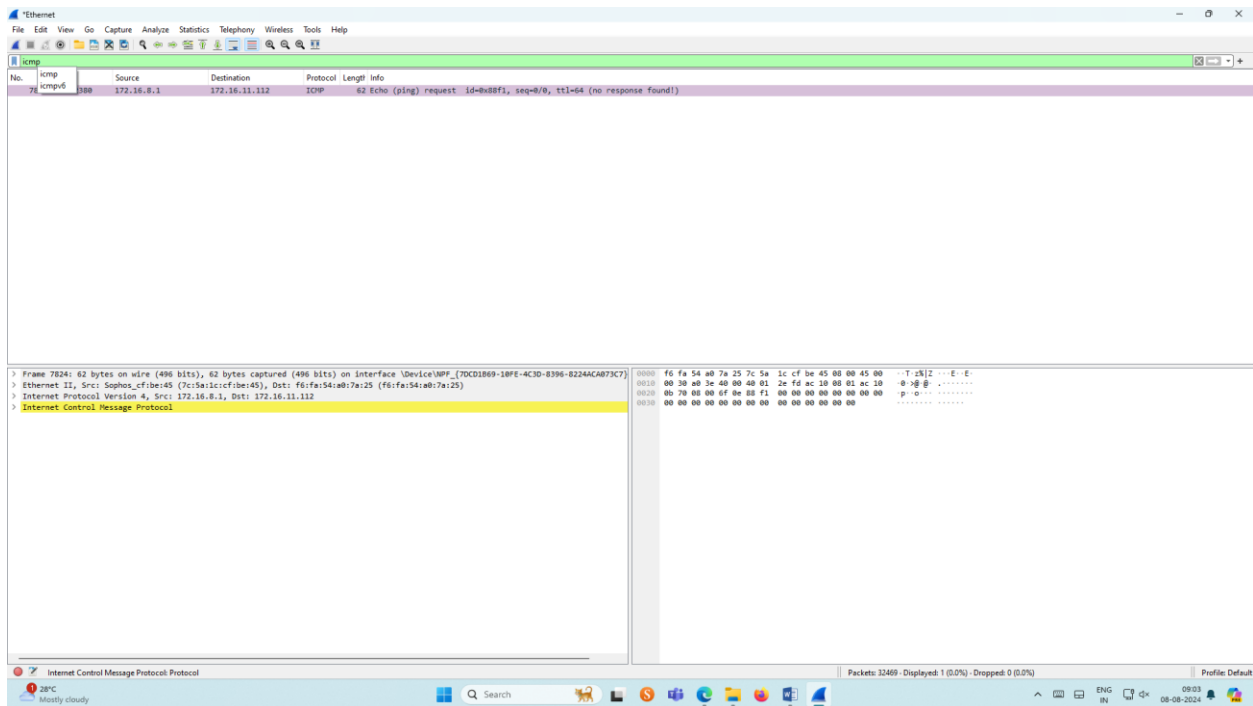 *Ethernet
File Edit View Go Capture Analyze Statistics Telephony Wireless Tools Help
icmp
No. Source Destination Protocol Lengtl Info
icmp
icmpv6
78 380 172.16.8.1 172.16.11.112 ICMP 62 Echo (ping) request id=0x88f1, seq=0/0, ttl=64 (no response found!)
> Frame 7824: 62 bytes on wire (496 bits), 62 bytes captured (496 bits) on interface \Device\NPF_{7DCD1869-10FE-4C3D-8396-8224ACA073C7}
> Ethernet II, Src: Sophos_cf:be:45 (7c:5a:1c:cf:be:45), Dst: f6:fa:54:a0:7a:25 (f6:fa:54:a0:7a:25)
> Internet Protocol Version 4, Src: 172.16.8.1, Dst: 172.16.11.112
> Internet Control Message Protocol
0000 f6 fa 54 a0 7a 25 7c 5a 1c cf be 45 08 00 45 00 ··T·z%|Z ···E··E·
0010 00 30 a0 3e 40 00 40 01 2e fd ac 10 08 01 ac 10 ·0·>@·@· .·······
0020 0b 70 08 00 6f 0e 88 f1 00 00 00 00 00 00 00 00 ·p··o··· ········
0030 00 00 00 00 00 00 00 00 00 00 00 00 00 00 ········ ······
Internet Control Message Protocol: Protocol Packets: 32469 · Displayed: 1 (0.0%) · Dropped: 0 (0.0%) Profile: Default
1
28°C
Mostly cloudy
Search
ENG
IN
09:03
08-08-2024